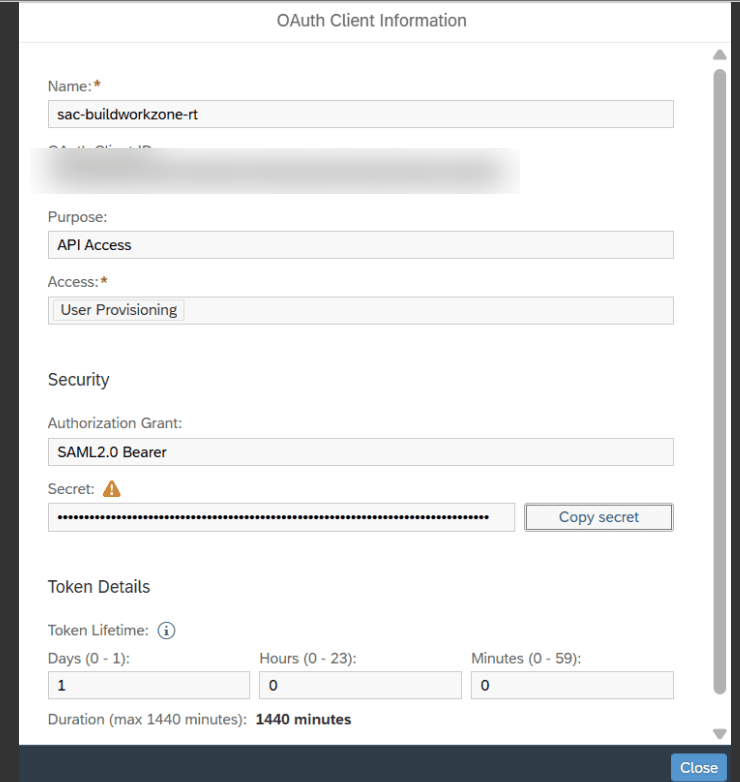 OAuth Client Information
Name:*
sac-buildworkzone-rt
Purpose:
API Access
Access:*
User Provisioning
Security
Authorization Grant:
SAML2.0 Bearer
Secret:
Copy secret
Token Details
Token Lifetime:
Days (0 - 1): Hours (0 - 23): Minutes (0 - 59):
1 0 0
Duration (max 1440 minutes): 1440 minutes
Close